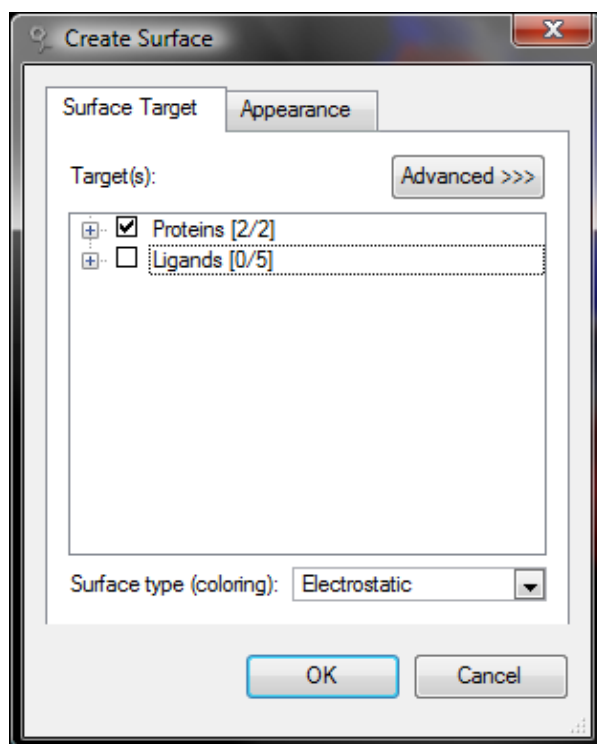 Create Surface
Surface Target Appearance
Target(s): Advanced >>>
Proteins [2/2]
Ligands [0/5]
Surface type (coloring): Electrostatic
OK Cancel